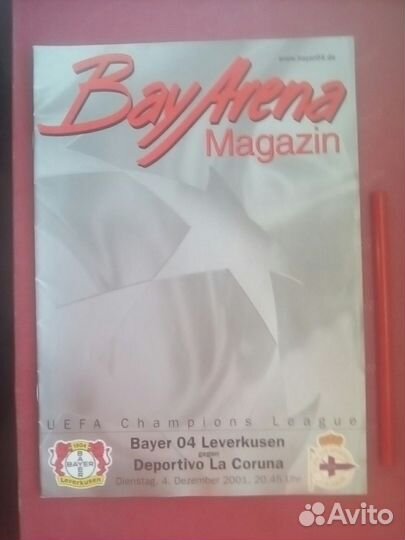 www.bayer04.de
BayArena
Magazin
UEFA Champions League
Bayer 04 Leverkusen
gegen
Deportivo La Coruna
Dienstag, 4. Dezember 2001, 20.45 Uhr
1904
BAYER
BAYER
Leverkusen
Avito